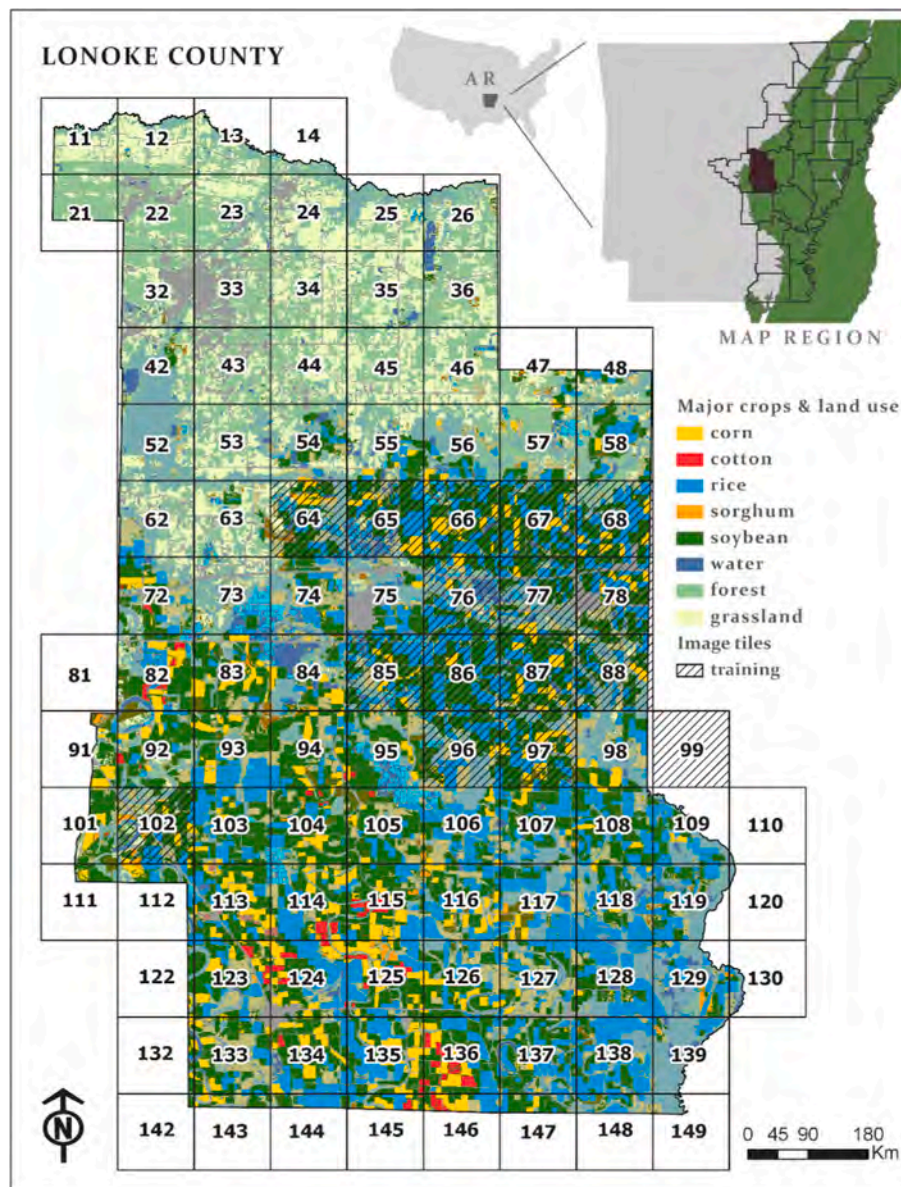 LONOKE COUNTY
AR
MAP REGION
11 12 13 14
21 22 23 24 25 26
32 33 34 35 36
42 43 44 45 46 47 48
52 53 54 55 56 57 58
62 63 64 65 66 67 68
72 73 74 75 76 77 78
81 82 83 84 85 86 87 88
91 92 93 94 95 96 97 98 99
101 102 103 104 105 106 107 108 109 110
111 112 113 114 115 116 117 118 119 120
122 123 124 125 126 127 128 129 130
132 133 134 135 136 137 138 139
142 143 144 145 146 147 148 149
Major crops & land use
corn
cotton
rice
sorghum
soybean
water
forest
grassland
Image tiles
training
N
0 45 90 180
Km